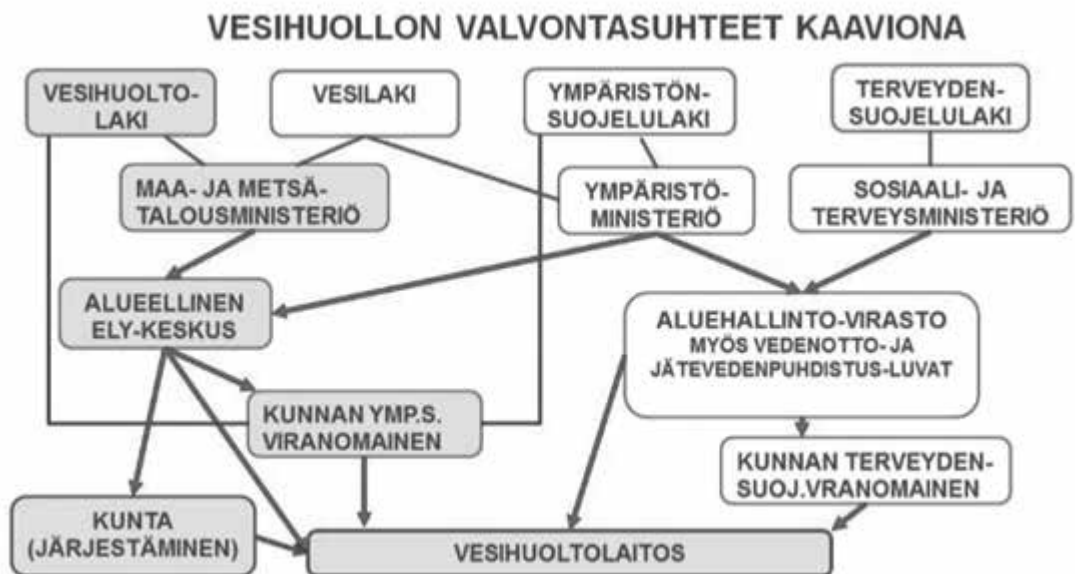 VESIHUOLLON VALVONTASUHTEET KAAVIONA
VESIHUOLTO-
LAKI
VESILAKI
YMPÄRISTÖN-
SUOJELULAKI
TERVEYDEN-
SUOJELULAKI
MAA- JA METSÄ-
TALOUSMINISTERIÖ
YMPÄRISTÖ-
MINISTERIÖ
SOSIAALI- JA
TERVEYSMINISTERIÖ
ALUEELLINEN
ELY-KESKUS
ALUEHALLINTO-VIRASTO
MYÖS VEDENOTTO- JA
JÄTEVEDENPUHDISTUS-LUVAT
KUNNAN YMP.S.
VIRANOMAINEN
KUNNAN TERVEYDEN-
SUOJ.VRANOMAINEN
KUNTA
(JÄRJESTÄMINEN)
VESIHUOLTOLAITOS